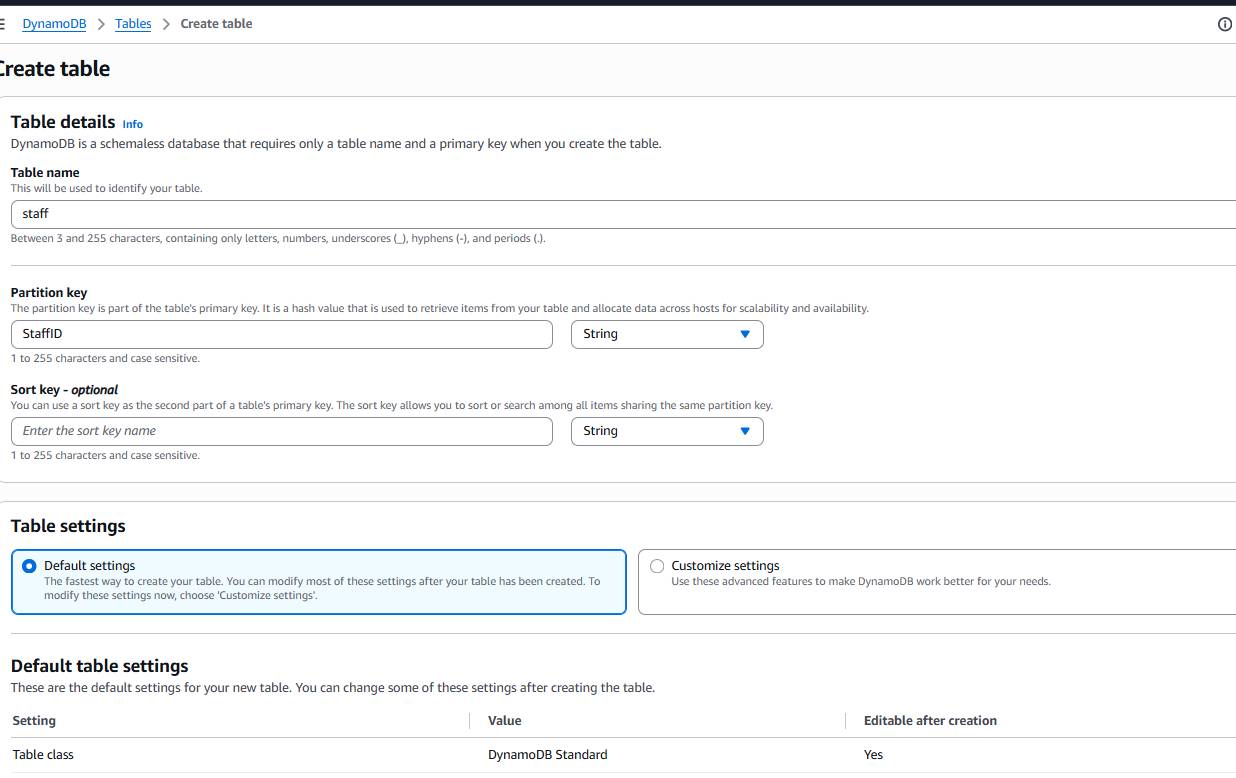 DynamoDB > Tables > Create table
Create table
Table details Info
DynamoDB is a schemaless database that requires only a table name and a primary key when you create the table.
Table name
This will be used to identify your table.
staff
Between 3 and 255 characters, containing only letters, numbers, underscores (_), hyphens (-), and periods (.).
Partition key
The partition key is part of the table's primary key. It is a hash value that is used to retrieve items from your table and allocate data across hosts for scalability and availability.
StaffID String
1 to 255 characters and case sensitive.
Sort key - optional
You can use a sort key as the second part of a table's primary key. The sort key allows you to sort or search among all items sharing the same partition key.
Enter the sort key name String
1 to 255 characters and case sensitive.
Table settings
Default settings
The fastest way to create your table. You can modify most of these settings after your table has been created. To
modify these settings now, choose 'Customize settings'.
Customize settings
Use these advanced features to make DynamoDB work better for your needs.
Default table settings
These are the default settings for your new table. You can change some of these settings after creating the table.
Setting Value Editable after creation
Table class DynamoDB Standard Yes